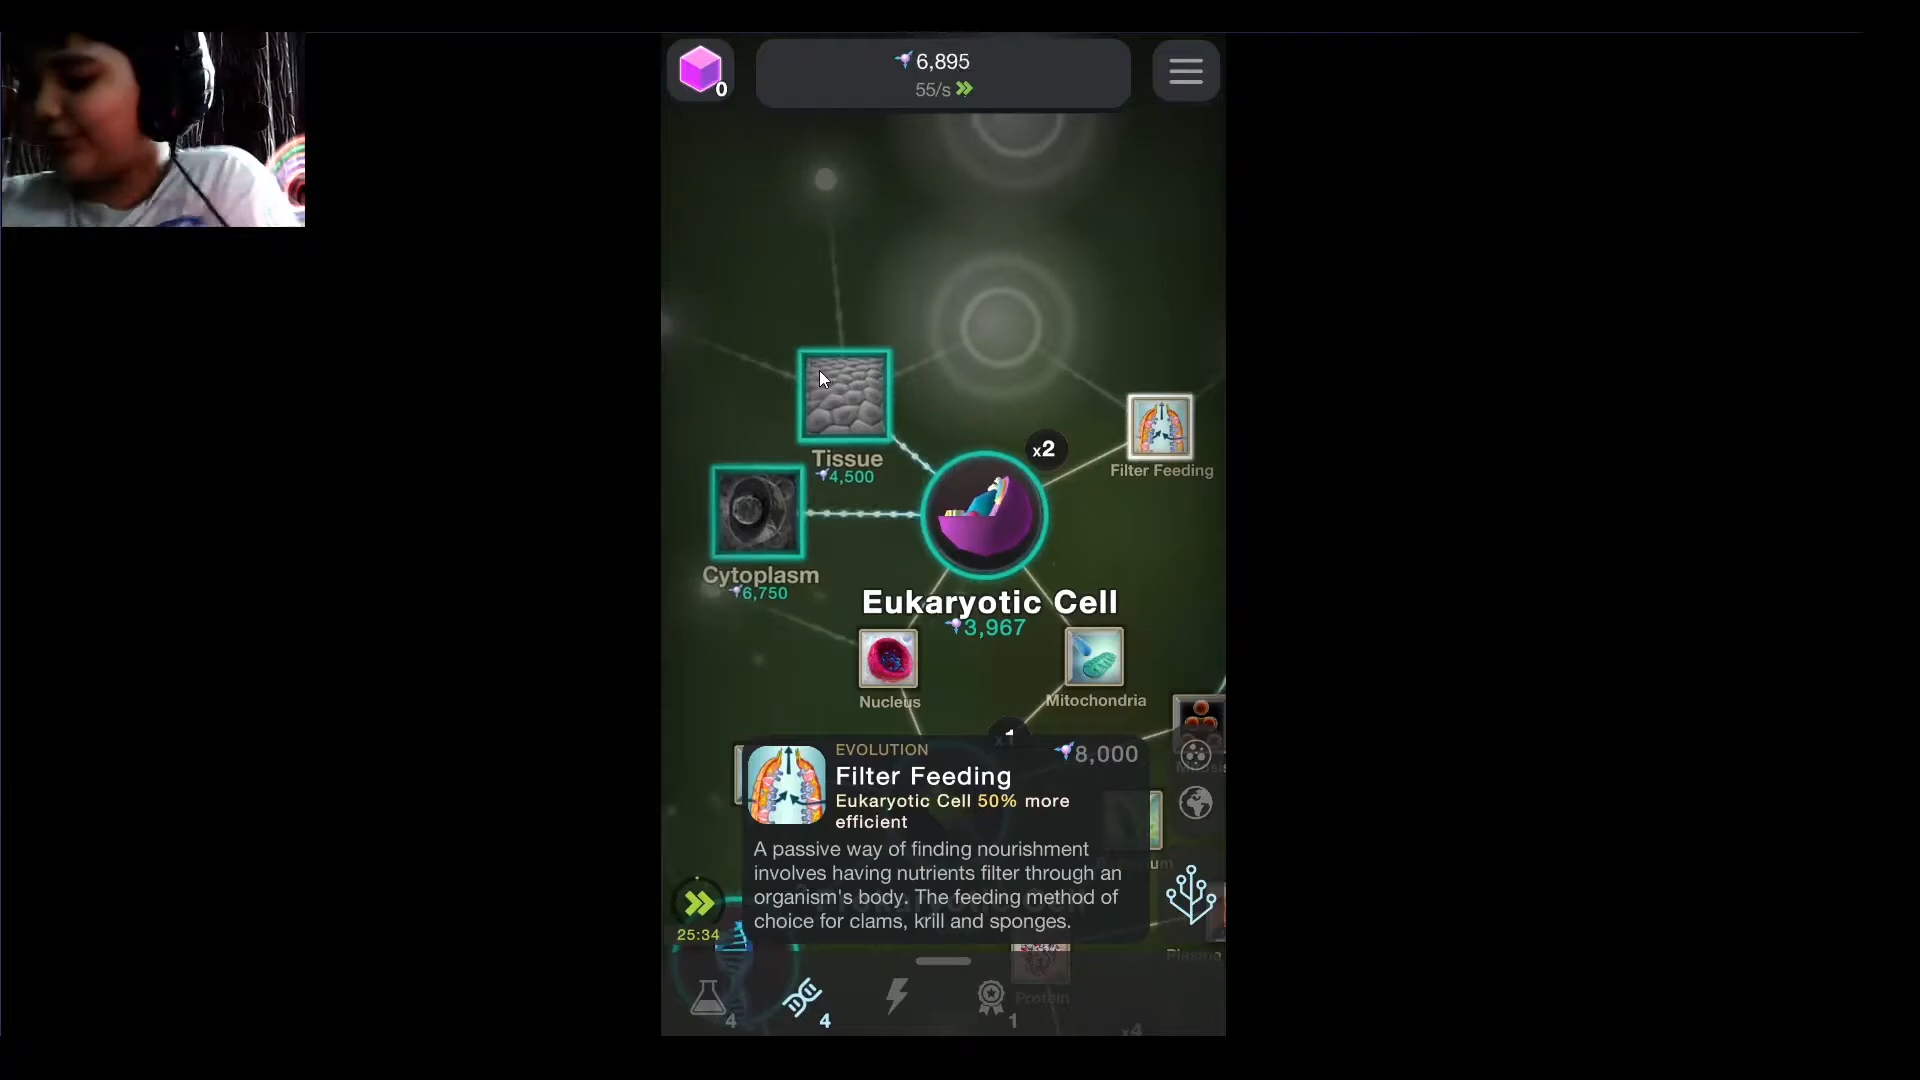 6,895
0
55/s
x2
Tissue
4,500
Filter Feeding
Cytoplasm
6,750
Eukaryotic Cell
3,967
Nucleus
Mitochondria
EVOLUTION
8,000
Filter Feeding
Eukaryotic Cell 50% more
efficient
A passive way of finding nourishment
involves having nutrients filter through an
organism's body. The feeding method of
choice for clams, krill and sponges.
25:34
Protein
4
4
1
x4